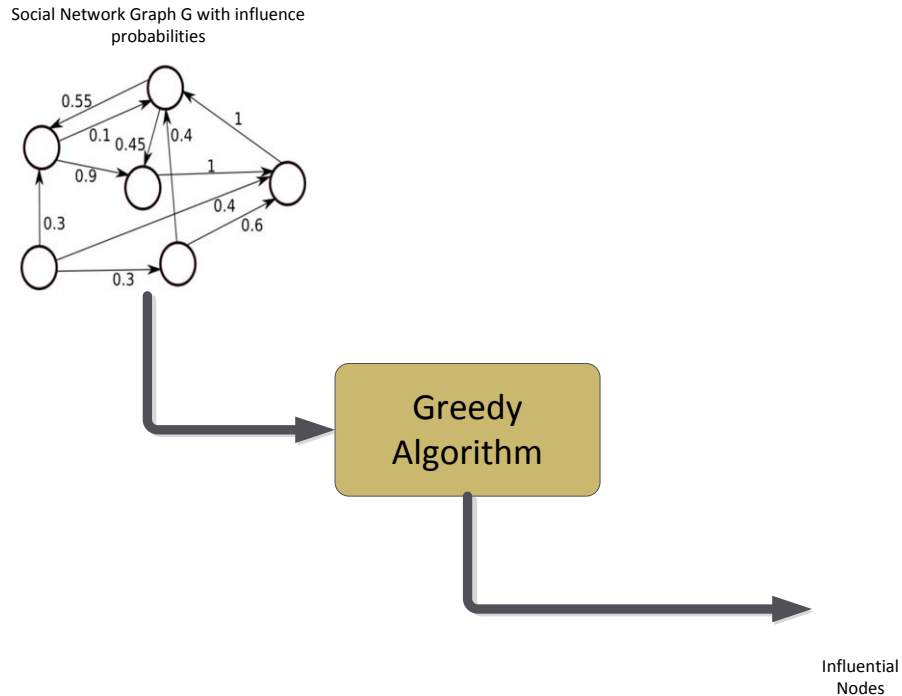 Social Network Graph G with influence
probabilities
0.55
1
0.1
0.45
0.4
0.9
1
0.4
0.3
0.6
0.3
Greedy
Algorithm
Influential
Nodes